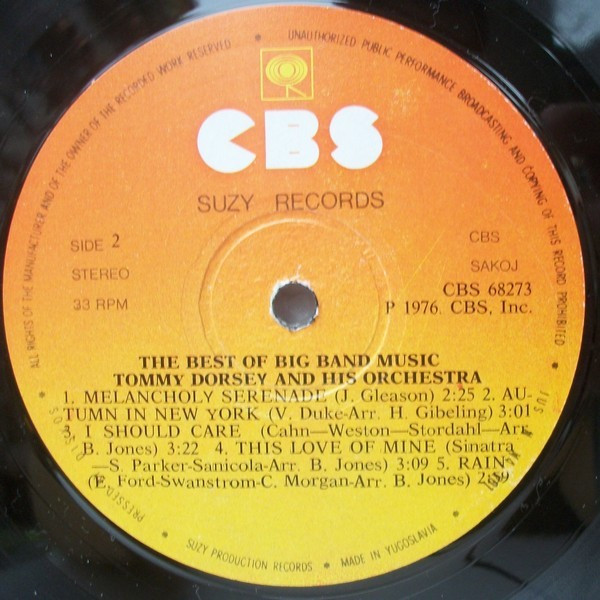 ALL RIGHTS OF THE MANUFACTURER AND OF THE OWNER OF THE RECORDED WORK RESERVED • UNAUTHORIZED PUBLIC PERFORMANCE BROADCASTING AND COPYING OF THIS RECORD PROHIBITED
CBS
SUZY RECORDS
SIDE 2
STEREO
33 RPM
CBS
SAKOJ
CBS 68273
P 1976. CBS, Inc.
THE BEST OF BIG BAND MUSIC
TOMMY DORSEY AND HIS ORCHESTRA
1. MELANCHOLY SERENADE (J. Gleason) 2:25 2. AU-
TUMN IN NEW YORK (V. Duke-Arr. H. Gibeling) 3:01
3 I SHOULD CARE (Cahn—Weston—Stordahl—Arr.
B. Jones) 3:22 4. THIS LOVE OF MINE (Sinatra
—S. Parker-Sanicola-Arr. B. Jones) 3:09 5. RAIN
(E. Ford-Swanstrom-C. Morgan-Arr. B. Jones)
PRESSED
SUZY PRODUCTION RECORDS • MADE IN YUGOSLAVIA